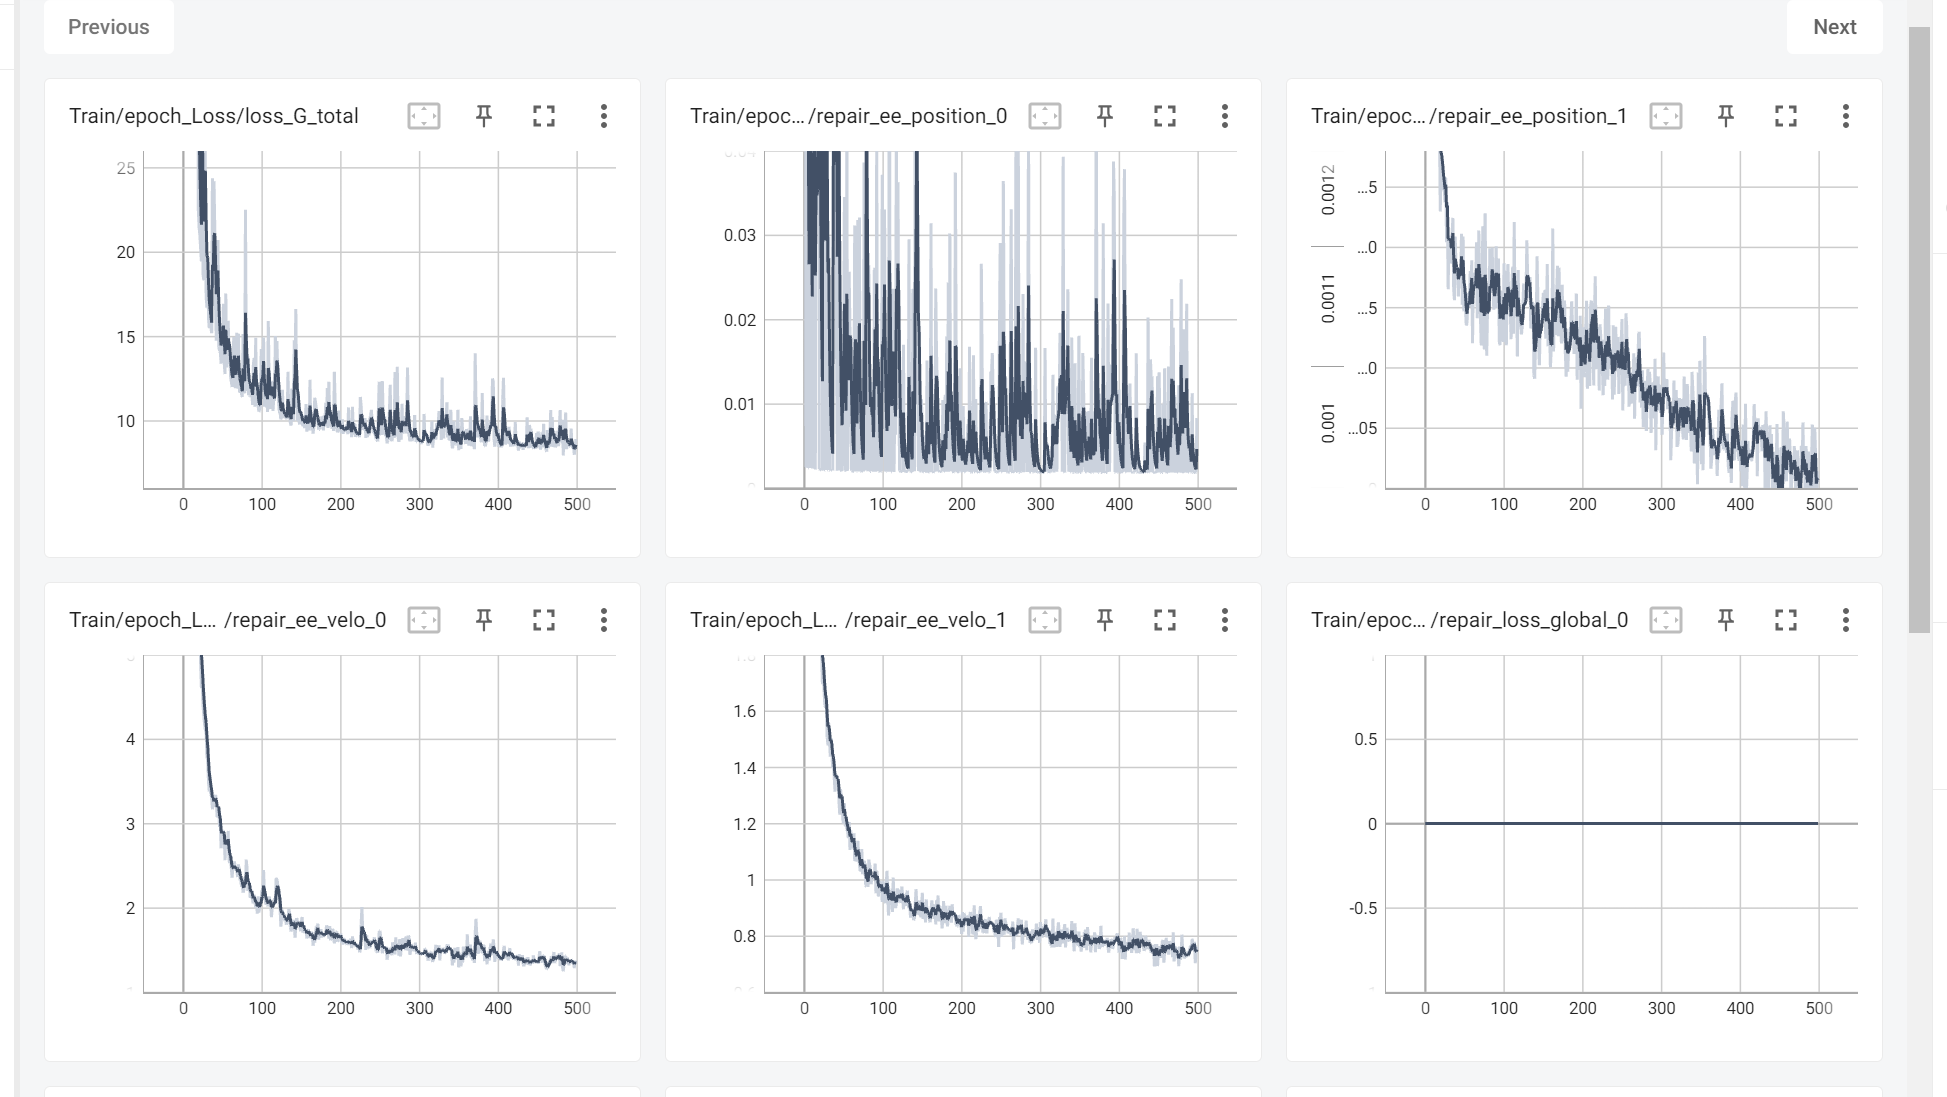 Previous
Next
Train/epoch_Loss/loss_G_total
25
20
15
10
0 100 200 300 400 500
Train/epoc... /repair_ee_position_0
0.04
0.03
0.02
0.01
0
0 100 200 300 400 500
Train/epoc... /repair_ee_position_1
0.0012
0.0011
0.001
...5
...0
...5
...0
...05
0
0 100 200 300 400 500
Train/epoch_L... /repair_ee_velo_0
4
3
2
0 100 200 300 400 500
Train/epoch_L... /repair_ee_velo_1
1.6
1.4
1.2
1
0.8
0 100 200 300 400 500
Train/epoc... /repair_loss_global_0
0.5
0
-0.5
0 100 200 300 400 500